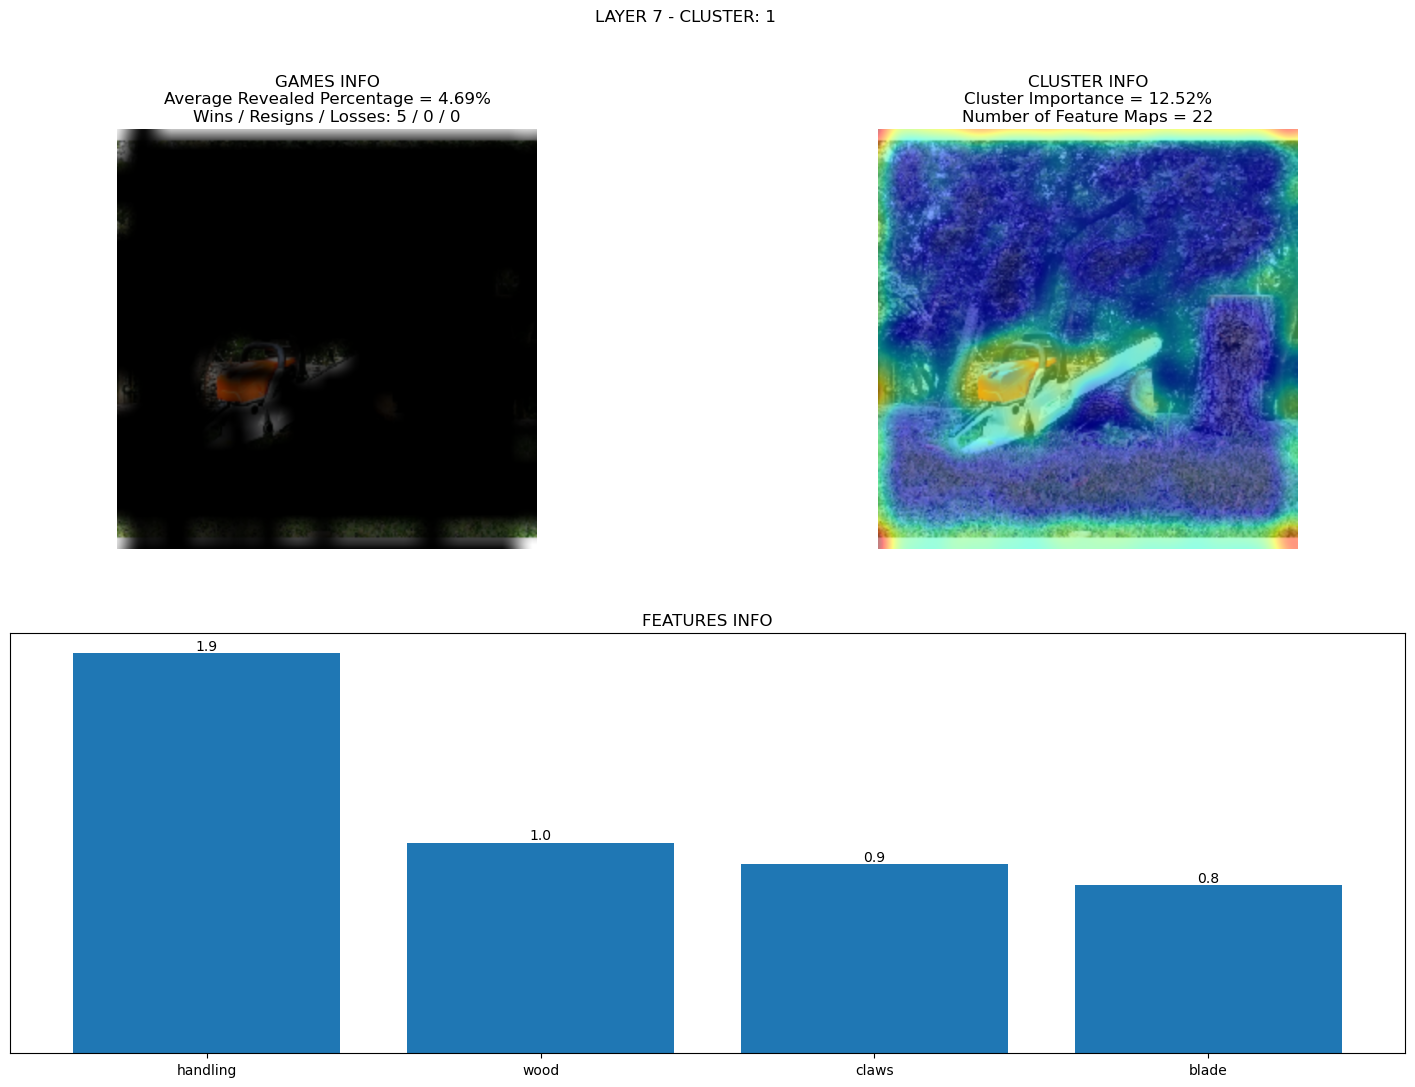 LAYER 7 - CLUSTER: 1
GAMES INFO
Average Revealed Percentage = 4.69%
Wins / Resigns / Losses: 5 / 0 / 0
CLUSTER INFO
Cluster Importance = 12.52%
Number of Feature Maps = 22
FEATURES INFO
1.9
1.0
0.9
0.8
handling wood claws blade